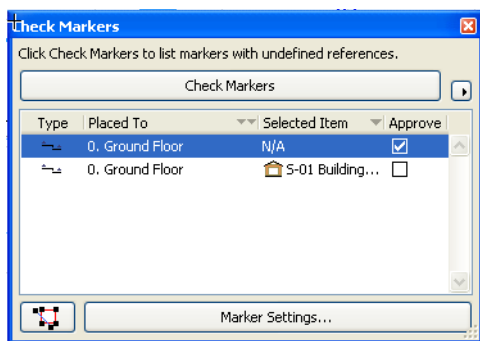 Check Markers
Click Check Markers to list markers with undefined references.
Check Markers
Type Placed To Selected Item Approve
0. Ground Floor N/A
0. Ground Floor S-01 Building...
Marker Settings...